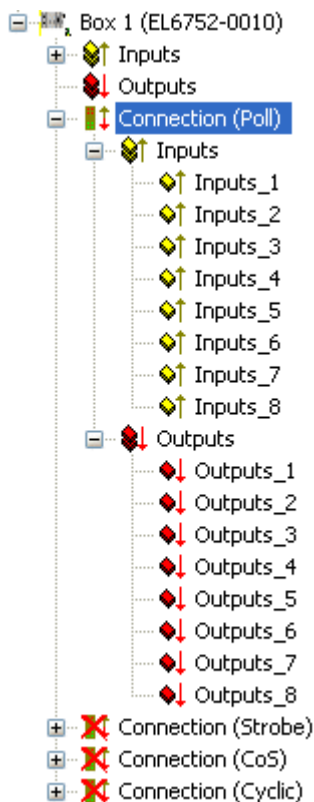 Box 1 (EL6752-0010)
Inputs
Outputs
Connection (Poll)
Inputs
Inputs_1
Inputs_2
Inputs_3
Inputs_4
Inputs_5
Inputs_6
Inputs_7
Inputs_8
Outputs
Outputs_1
Outputs_2
Outputs_3
Outputs_4
Outputs_5
Outputs_6
Outputs_7
Outputs_8
Connection (Strobe)
Connection (CoS)
Connection (Cyclic)